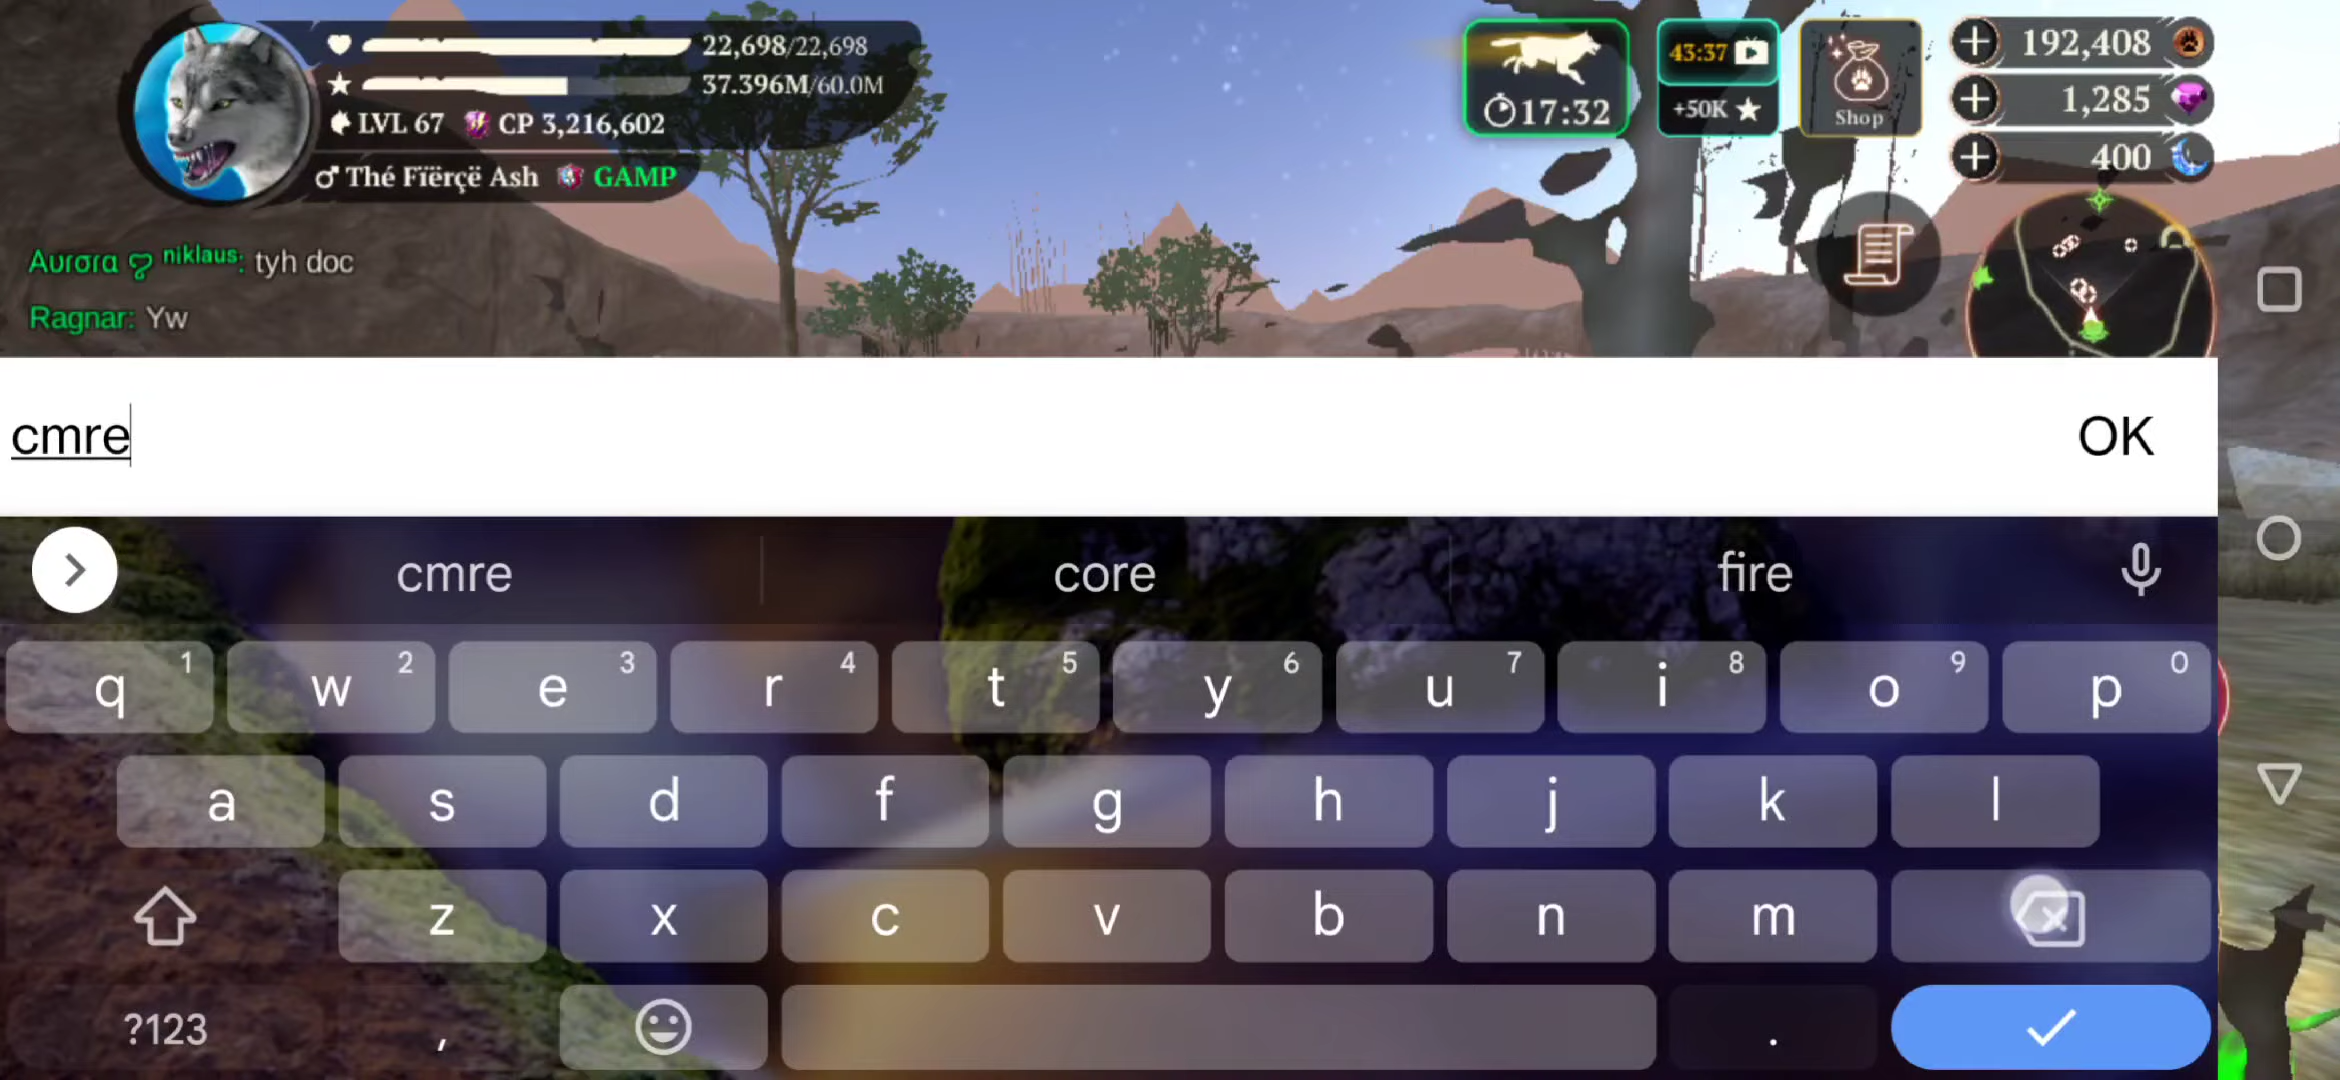 22,698/22,698
37.396M/60.0M
LVL 67 CP 3,216,602
Thé Fïërçë Ash GAMP
17:32
43:37
+50K
Shop
192,408
1,285
400
Aυrσrα ღ niklaus: tyh doc
Ragnar: Yw
cmre
OK
cmre core fire
q 1 w 2 e 3 r 4 t 5 y 6 u 7 i 8 o 9 p 0
a s d f g h j k l
z x c v b n m
?123 , .